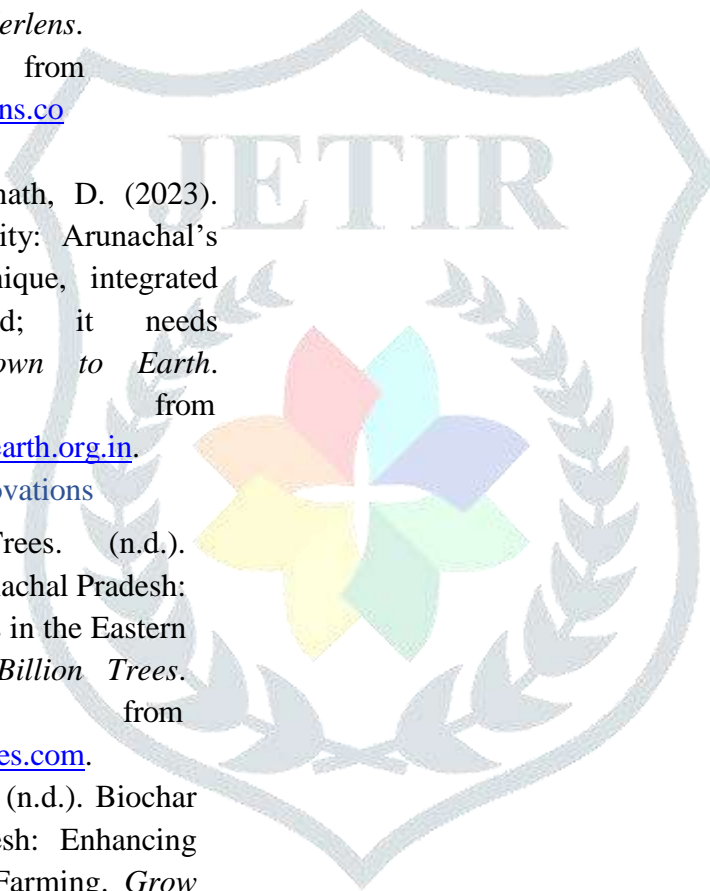 erlens.
from
ns.co
JETIR
nath, D. (2023).
ity: Arunachal's
nique, integrated
d; it needs
own to Earth.
from
earth.org.in.
ovations
Trees. (n.d.).
nachal Pradesh:
s in the Eastern
Billion Trees.
from
es.com.
(n.d.). Biochar
esh: Enhancing
Farming. Grow